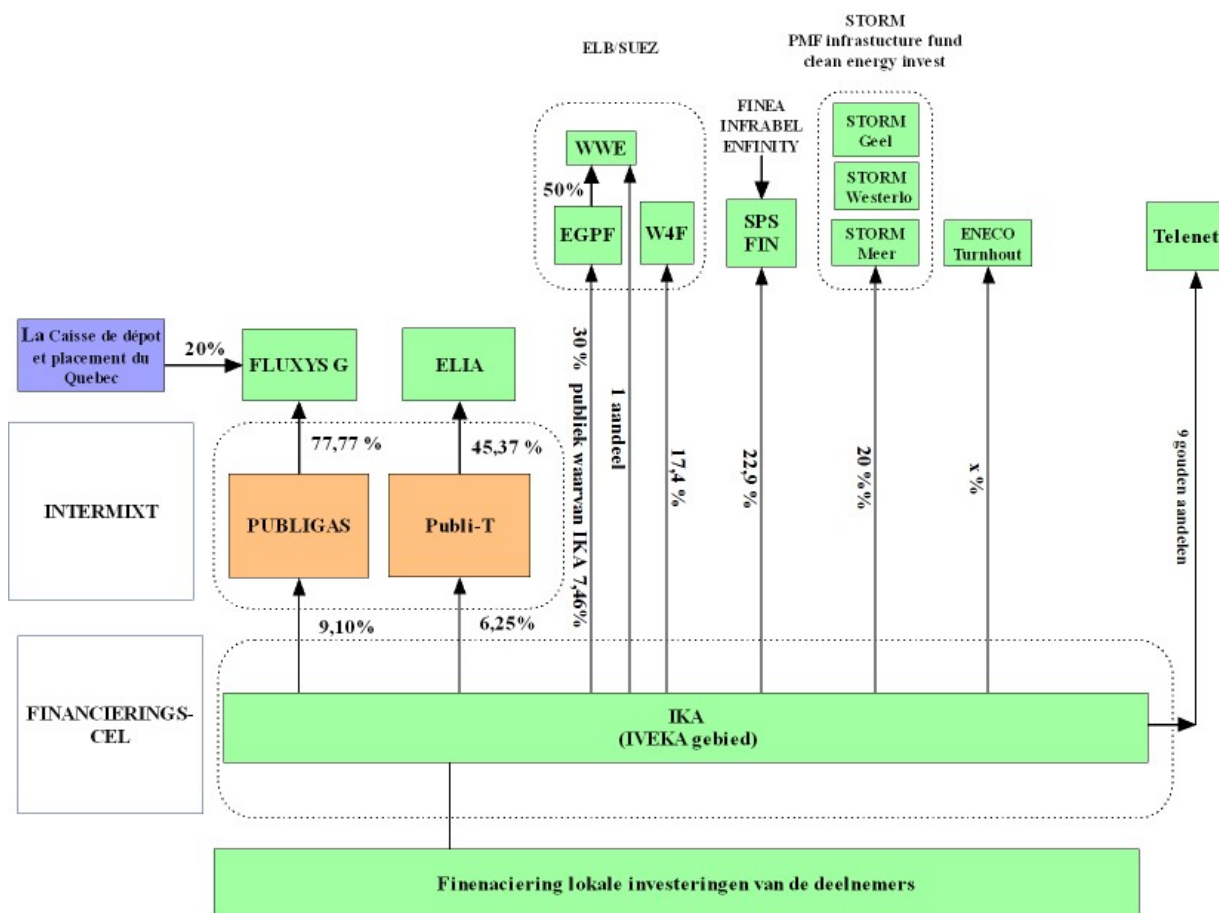 STORM
PMF infrastucture fund
clean energy invest
ELB/SUEZ
FINEA
INFRABEL
ENFINITY
STORM
Geel
WWE
50%
STORM
Westerlo
EGPF
W4F
SPS
FIN
STORM
Meer
ENECO
Turnhout
Telenet
La Caisse de dépot
et placement du
Quebec
20%
FLUXYS G
ELIA
30 % publiek waarvan IKA 7,46%
1 aandeel
17,4 %
22,9 %
20 % %
x %
9 gouden aandelen
77,77 %
45,37 %
INTERMIXT
PUBLIGAS
Publi-T
9,10%
6,25%
FINANCIERINGS-
CEL
IKA
(IVEKA gebied)
Finenaciering lokale investeringen van de deelnemers